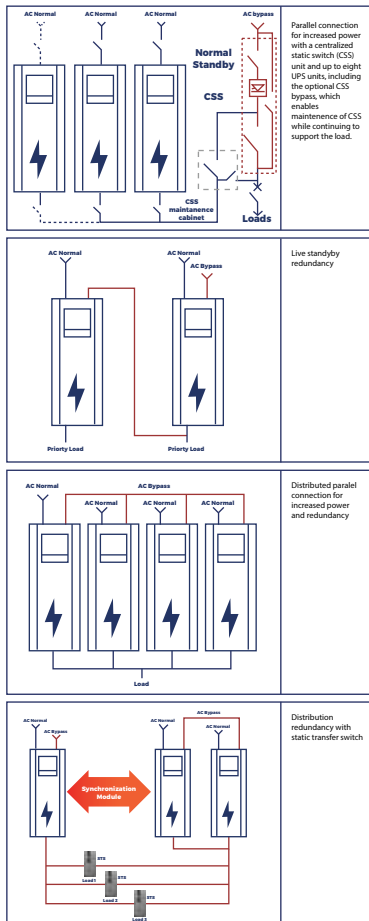 AC Normal
AC Normal
AC Normal
AC bypass
Normal
Standby
CSS
CSS
maintanance
cabinet
Loads
Parallel connection
for increased power
with a centralized
static switch (CSS)
unit and up to eight
UPS units, including
the optional CSS
bypass, which
enables
maintenence of CSS
while continuing to
support the load.
AC Normal
AC Normal
AC Bypass
Priorty Load
Priorty Load
Live standyby
redundancy
AC Normal
AC Bypass
AC Normal
AC Normal
AC Normal
Load
Distributed paralel
connection for
increased power
and redundancy
AC Bypass
AC Normal
AC Bypass
AC Normal
AC Normal
Synchronization
Module
STS
Load 1
STS
Load 2
STS
Load 3
Distribution
redundancy with
static transfer switch